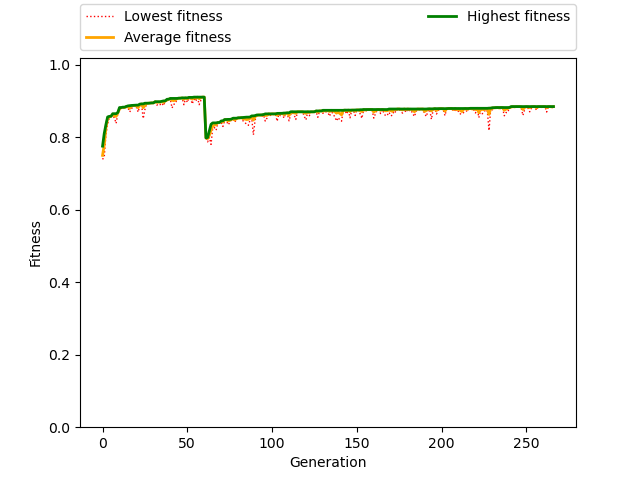 Lowest fitness
Average fitness
Highest fitness
1.0
0.8
0.6
0.4
0.2
0.0
Fitness
0 50 100 150 200 250
Generation